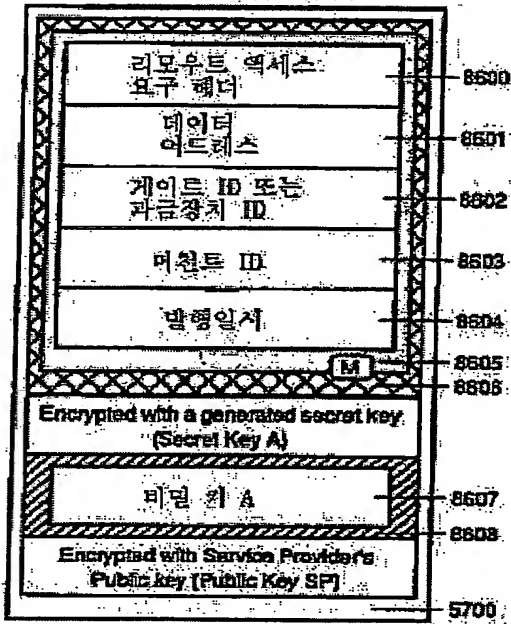 리모우트 액세스
요구 헤더
8600
데이터
어드레스
8601
게이트 ID 또는
과금장치 ID
8602
머천트 ID
8603
발행일시
8604
M
8605
8606
Encrypted with a generated secret key
(Secret Key A)
비밀 키 A
8607
8608
Encrypted with Service Provider's
Public key (Public Key SP)
5700